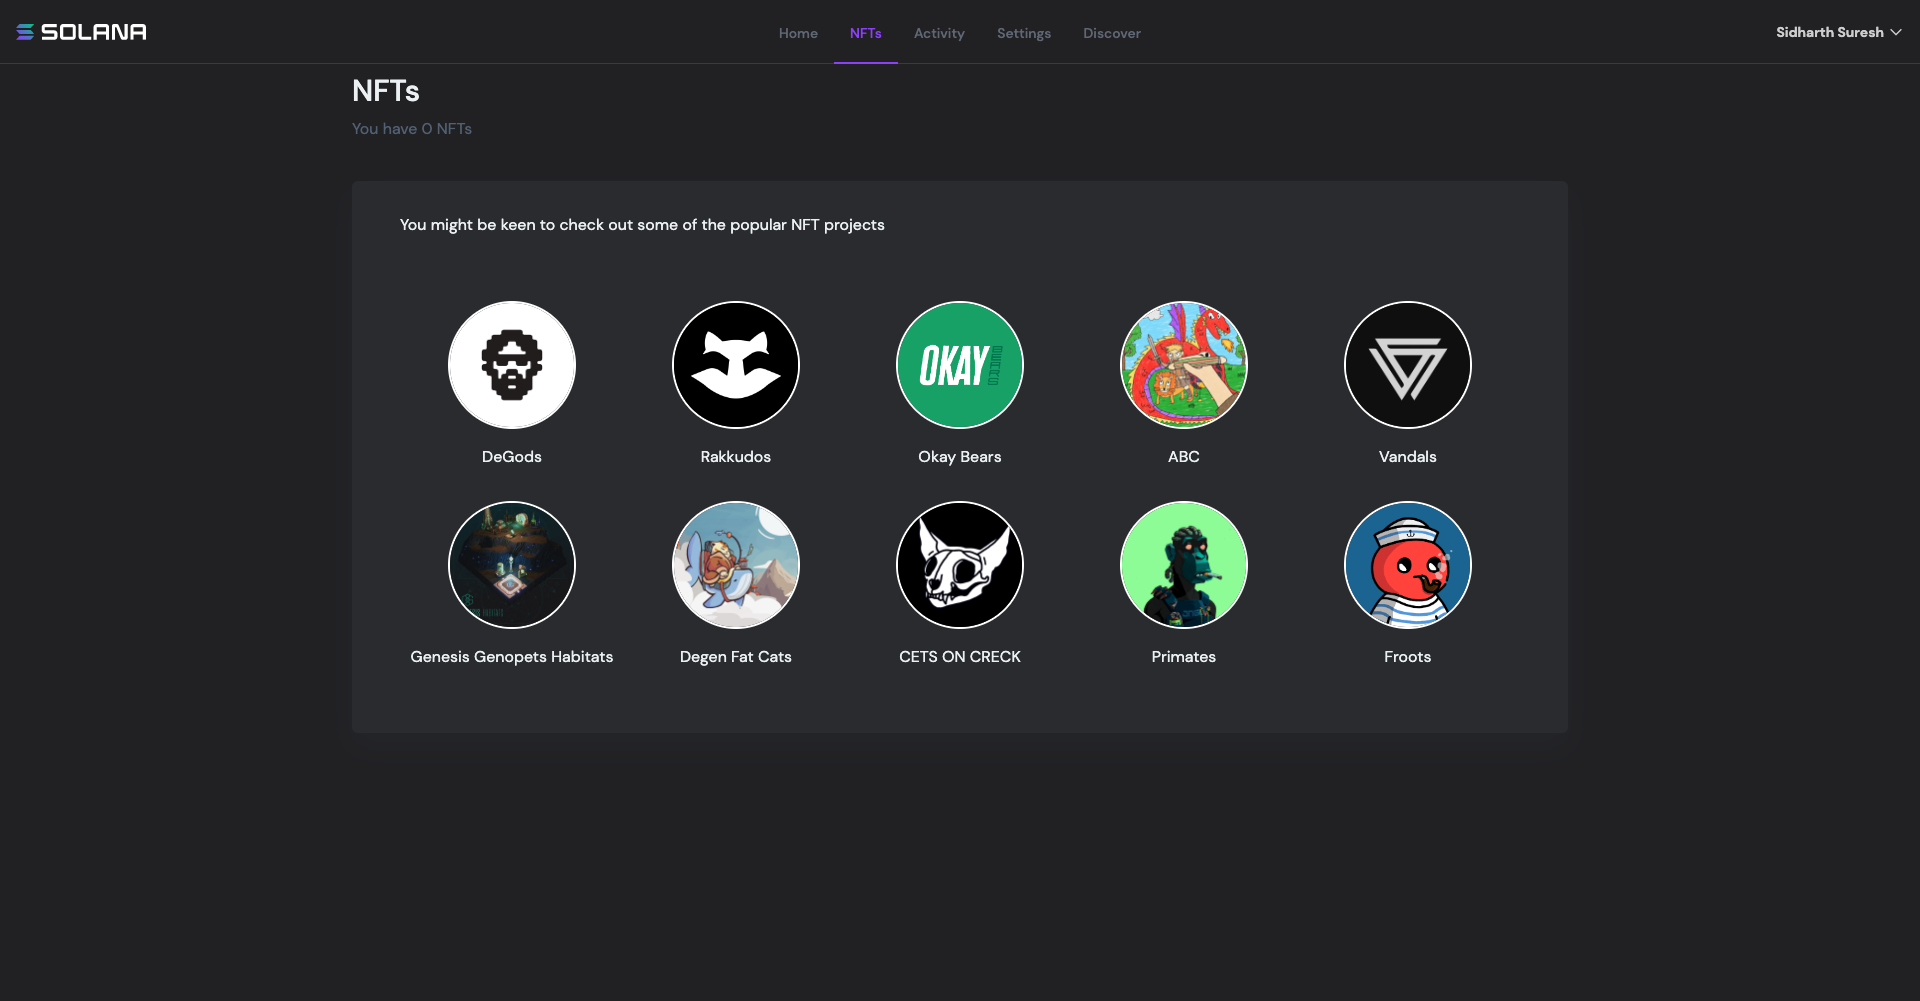 SOLANA
Home
NFTs
Activity
Settings
Discover
Sidharth Suresh
NFTs
You have 0 NFTs
You might be keen to check out some of the popular NFT projects
OKAY
DeGods
Rakkudos
Okay Bears
ABC
Vandals
Genesis Genopets Habitats
Degen Fat Cats
CETS ON CRECK
Primates
Froots